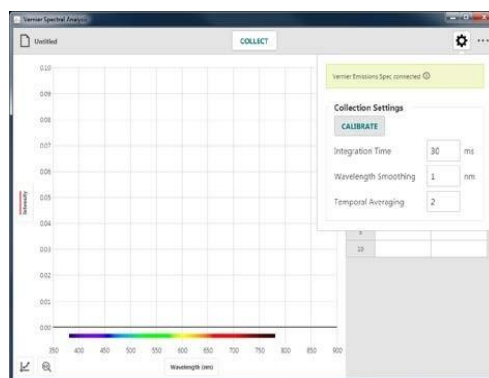 Vernier Spectral Analysis
Untitled
COLLECT
Vernier Emissions Spec connected
Collection Settings
CALIBRATE
Integration Time 30 ms
Wavelength Smoothing 1 nm
Temporal Averaging 2
0.10
0.09
0.08
0.07
0.06
0.05
0.04
0.03
0.02
0.01
0.00
Intensity
9
10
350 400 450 500 550 600 650 700 750 800 850 900
Wavelength (nm)